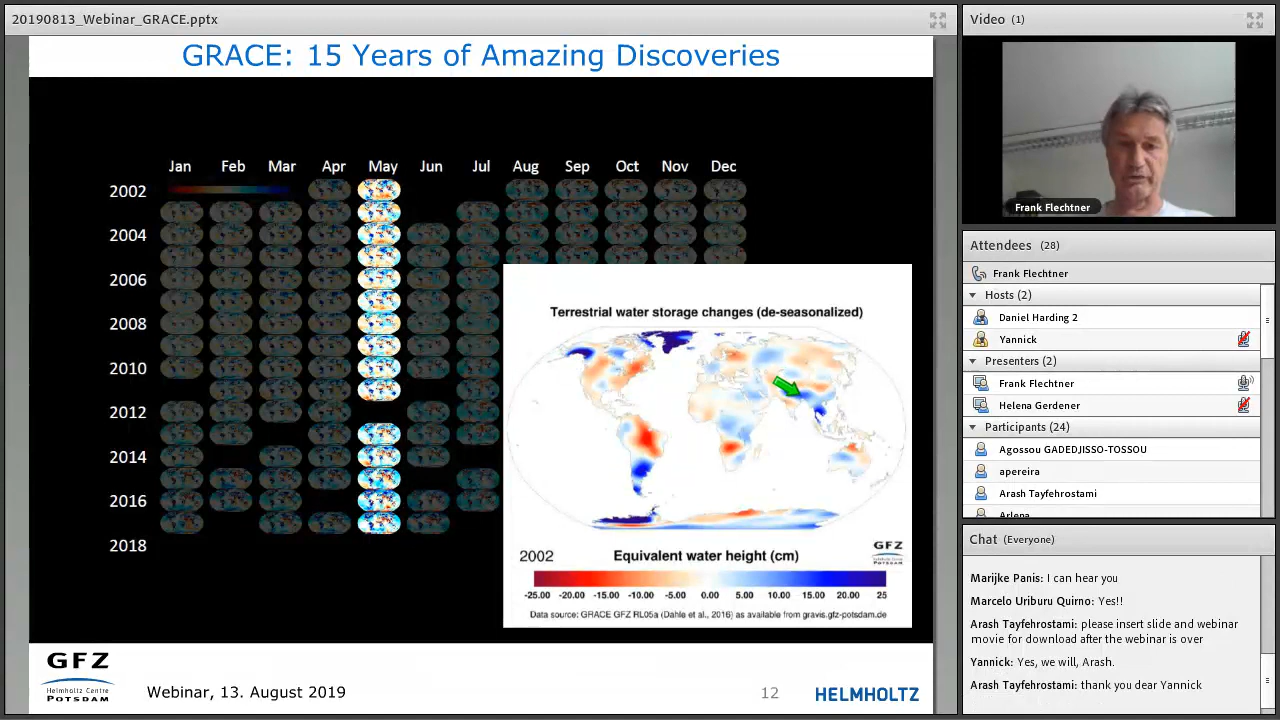 20190813_Webinar_GRACE.pptx
GRACE: 15 Years of Amazing Discoveries
Jan Feb Mar Apr May Jun Jul Aug Sep Oct Nov Dec
2002
2004
2006
2008
2010
2012
2014
2016
2018
Terrestrial water storage changes (de-seasonalized)
2002 Equivalent water height (cm)
GFZ
Helmholtz Centre
POTSDAM
-25.00 -20.00 -15.00 -10.00 -5.00 0.00 5.00 10.00 15.00 20.00 25
Data source: GRACE GFZ RL05a (Dahle et al., 2016) as available from gravis.gfz-potsdam.de
GFZ
Helmholtz Centre
POTSDAM
Webinar, 13. August 2019
12
HELMHOLTZ
Video (1)
Frank Flechtner
Attendees (28)
Frank Flechtner
Hosts (2)
Daniel Harding 2
Yannick
Presenters (2)
Frank Flechtner
Helena Gerdener
Participants (24)
Agossou GADEDJISSO-TOSSOU
apereira
Arash Tayfehrostami
Arlena
Chat (Everyone)
Marijke Panis: I can hear you
Marcelo Uriburu Quirno: Yes!!
Arash Tayfehrostami: please insert slide and webinar
movie for download after the webinar is over
Yannick: Yes, we will, Arash.
Arash Tayfehrostami: thank you dear Yannick